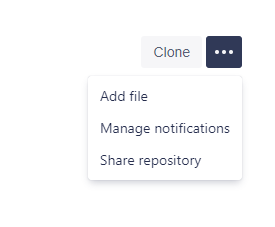 Clone
Add file
Manage notifications
Share repository